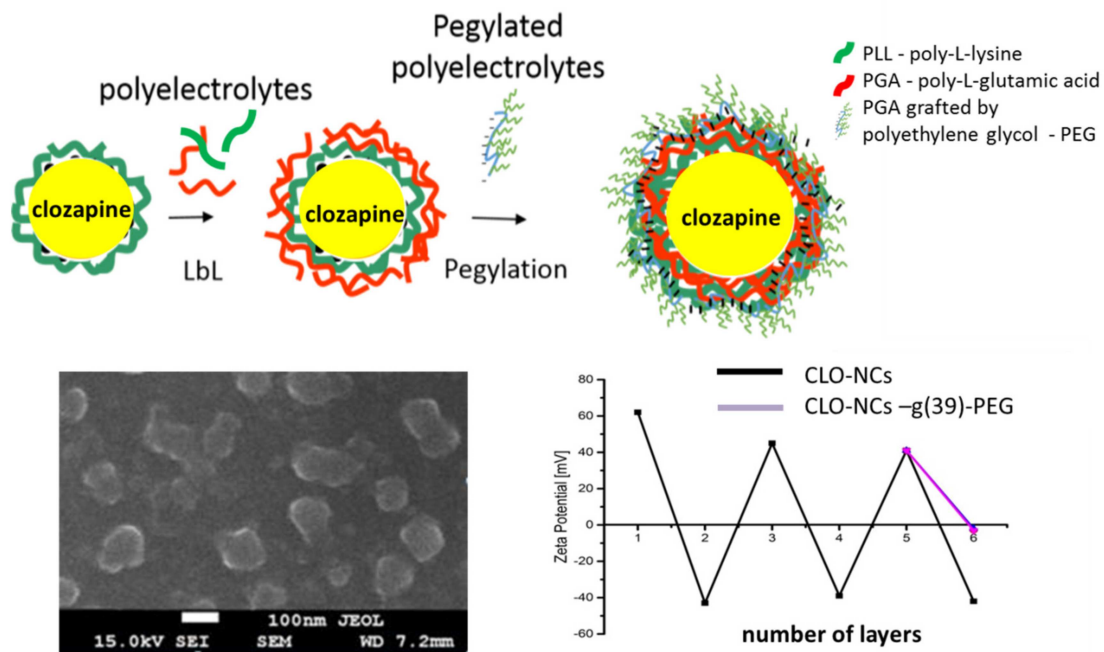 Pegylated
polyelectrolytes
polyelectrolytes
PLL - poly-L-lysine
PGA - poly-L-glutamic acid
PGA grafted by
polyethylene glycol - PEG
clozapine
LbL
clozapine
Pegylation
clozapine
100nm JEOL
15.0kV SEI SEM WD 7.2mm
CLO-NCs
CLO-NCs –g(39)-PEG
Zeta Potential [mV]
80
60
40
20
0
-20
-40
-60
1 2 3 4 5 6
number of layers